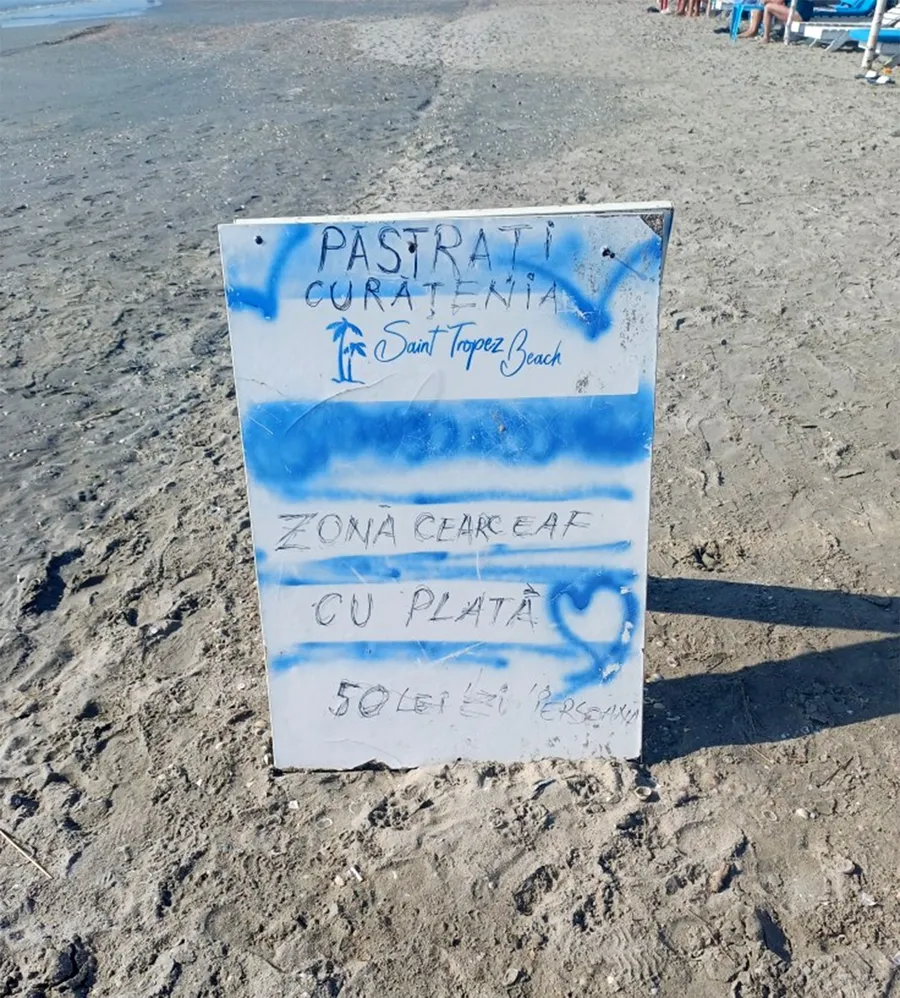 PĂSTRAȚI
CURĂȚENIA
Saint Tropez Beach
ZONĂ CEARCEAF
CU PLATĂ
50 LEI ZI PERSOANA